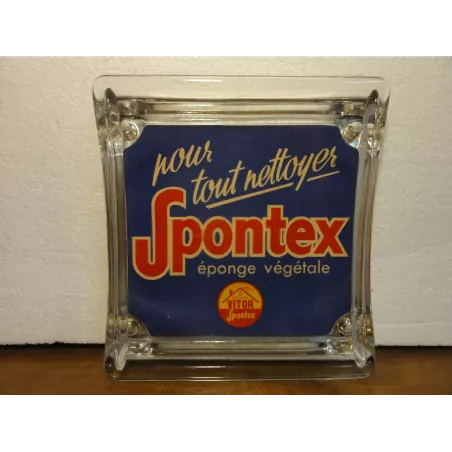 pour
tout nettoyer
Spontex
éponge végétale
VITOR
Spontex